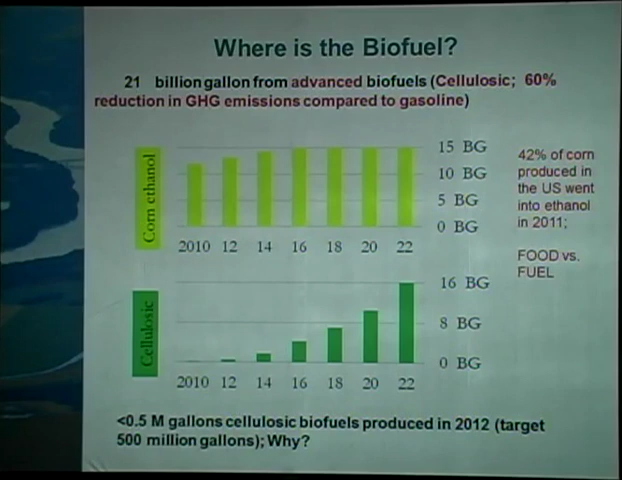 Where is the Biofuel?
21 billion gallon from advanced biofuels (Cellulosic; 60%
reduction in GHG emissions compared to gasoline)
Corn ethanol
15 BG
10 BG
5 BG
0 BG
2010 12 14 16 18 20 22
42% of corn
produced in
the US went
into ethanol
in 2011;
FOOD vs.
FUEL
Cellulosic
16 BG
8 BG
0 BG
2010 12 14 16 18 20 22
<0.5 M gallons cellulosic biofuels produced in 2012 (target
500 million gallons); Why?